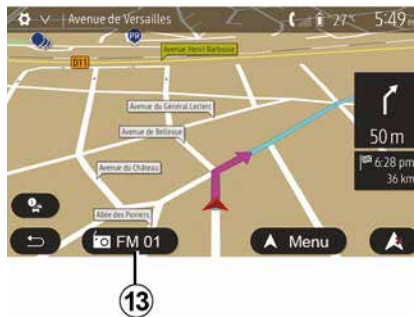 Avenue de Versailles
27°
5:49
PR
Avenue Henri Barbusse
D11
Avenue du Général Leclerc
Avenue de Bellevue
50 m
6:28 pm
36 km
Avenue du Château
Allée des Poiriers
FM 01
Menu
13